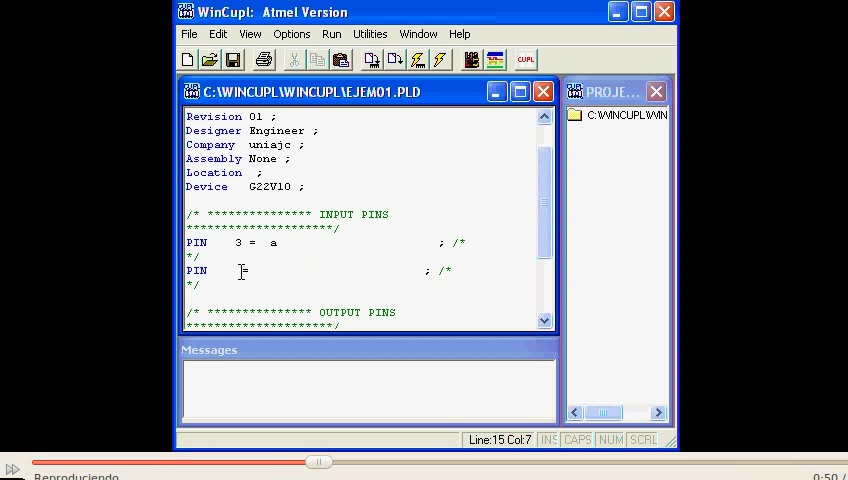 WinCupl: Atmel Version
File Edit View Options Run Utilities Window Help
CUPL
C:\WINCUPL\WINCUPL\EJEM01.PLD
PROJE...
C:\WINCUPL\WIN
Revision 01 ;
Designer Engineer ;
Company uniajc ;
Assembly None ;
Location ;
Device G22V10 ;
/* *************** INPUT PINS
*********************/
PIN 3 = a ; /*
*/
PIN = ; /*
*/
/* *************** OUTPUT PINS
*********************/
Messages
Line:15 Col:7 INS CAPS NUM SCRL
Reproduciendo 0:50 /